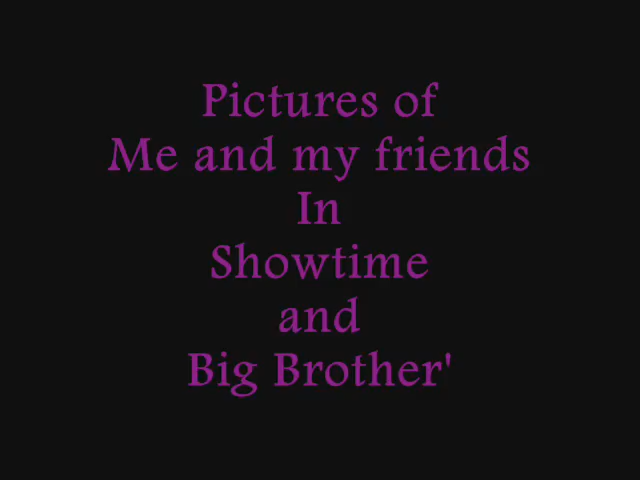 Pictures of
Me and my friends
In
Showtime
and
Big Brother'